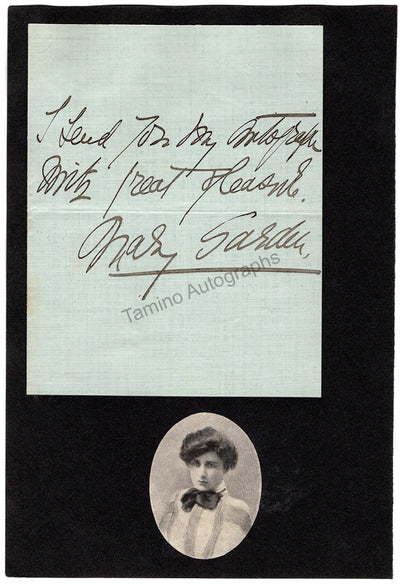 I send you my autograph
with great pleasure.
Mary Garden.
Tamino Autographs